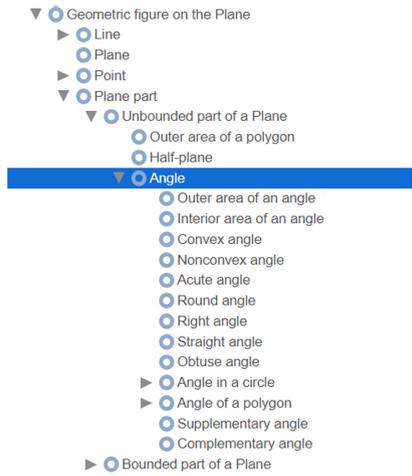 Geometric figure on the Plane
Line
Plane
Point
Plane part
Unbounded part of a Plane
Outer area of a polygon
Half-plane
Angle
Outer area of an angle
Interior area of an angle
Convex angle
Nonconvex angle
Acute angle
Round angle
Right angle
Straight angle
Obtuse angle
Angle in a circle
Angle of a polygon
Supplementary angle
Complementary angle
Bounded part of a Plane